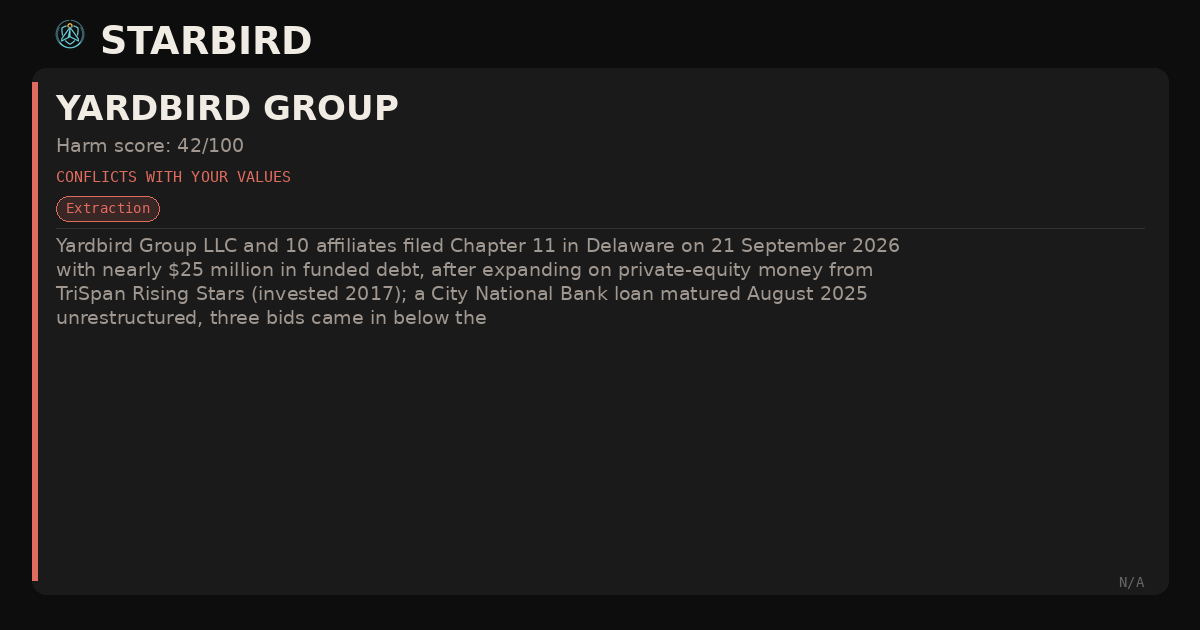 STARBIRD
YARDBIRD GROUP
Harm score: 42/100
CONFLICTS WITH YOUR VALUES
Extraction
Yardbird Group LLC and 10 affiliates filed Chapter 11 in Delaware on 21 September 2026
with nearly $25 million in funded debt, after expanding on private-equity money from
TriSpan Rising Stars (invested 2017); a City National Bank loan matured August 2025
unrestructured, three bids came in below the
N/A